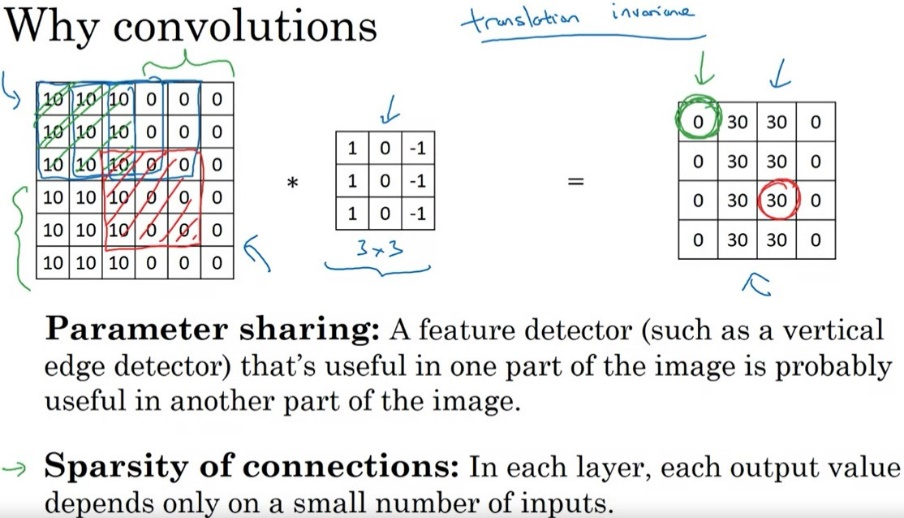 Why convolutions
translation invariance
10 10 10 0 0 0
10 10 10 0 0 0
10 10 10 0 0 0
10 10 10 0 0 0
10 10 10 0 0 0
10 10 10 0 0 0
*
1 0 -1
1 0 -1
1 0 -1
3x3
=
0 30 30 0
0 30 30 0
0 30 30 0
0 30 30 0
Parameter sharing: A feature detector (such as a vertical
edge detector) that's useful in one part of the image is probably
useful in another part of the image.
→ Sparsity of connections: In each layer, each output value
depends only on a small number of inputs.